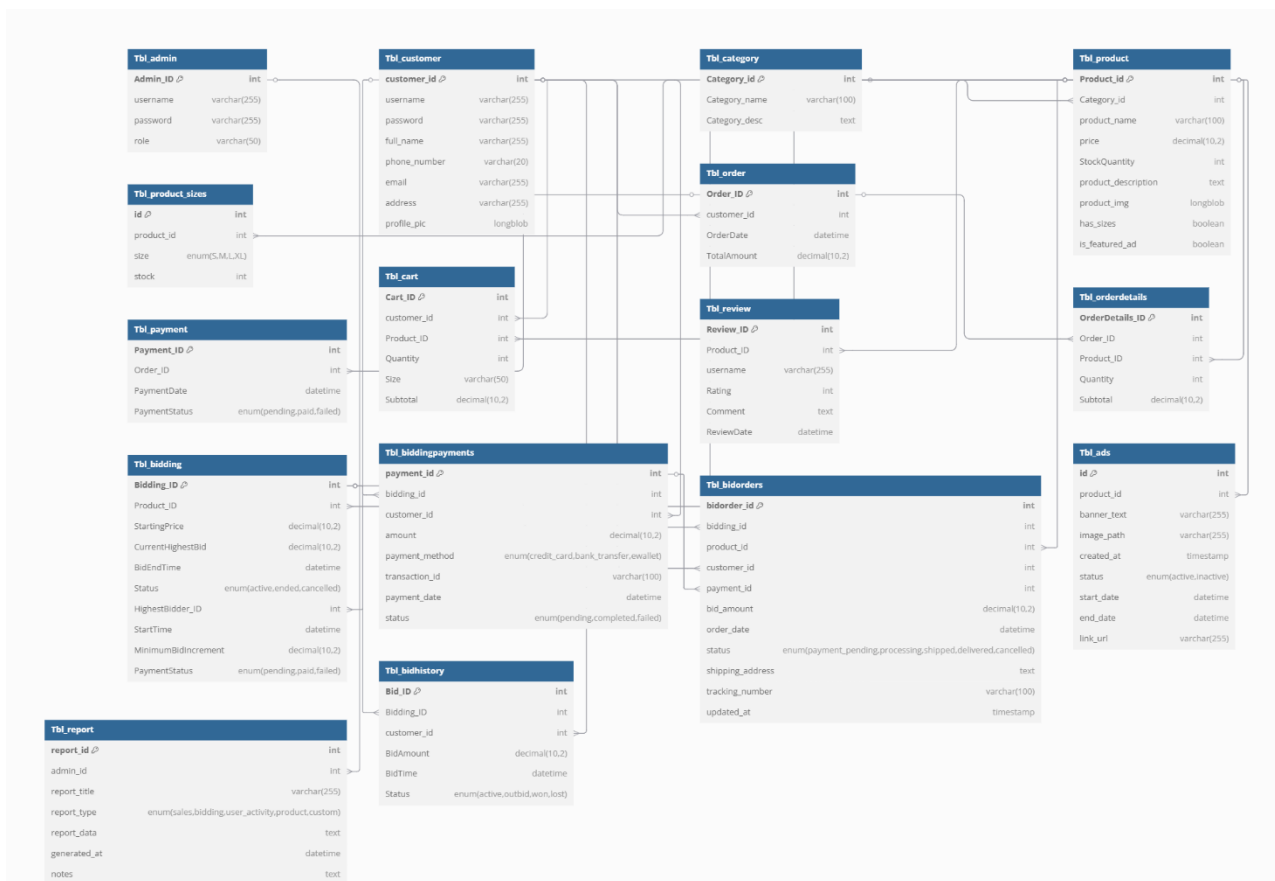 Tbl_admin
Admin_ID int
username varchar(255)
password varchar(255)
role varchar(50)
Tbl_product_sizes
id int
product_id int
size enum(S,M,L,XL)
stock int
Tbl_payment
Payment_ID int
Order_ID int
PaymentDate datetime
PaymentStatus enum(pending,paid,failed)
Tbl_bidding
Bidding_ID int
Product_ID int
StartingPrice decimal(10,2)
CurrentHighestBid decimal(10,2)
BidEndTime datetime
Status enum(active,ended,cancelled)
HighestBidder_ID int
StartTime datetime
MinimumBidIncrement decimal(10,2)
PaymentStatus enum(pending,paid,failed)
Tbl_report
report_id int
admin_id int
report_title varchar(255)
report_type enum(sales,bidding,user_activity,product,custom)
report_data text
generated_at datetime
notes text
Tbl_customer
customer_id int
username varchar(255)
password varchar(255)
full_name varchar(255)
phone_number varchar(20)
email varchar(255)
address varchar(255)
profile_pic longblob
Tbl_cart
Cart_ID int
customer_id int
Product_ID int
Quantity int
Size varchar(50)
Subtotal decimal(10,2)
Tbl_biddingpayments
payment_id int
bidding_id int
customer_id int
amount decimal(10,2)
payment_method enum(credit_card,bank_transfer,ewallet)
transaction_id varchar(100)
payment_date datetime
status enum(pending,completed,failed)
Tbl_bidhistory
Bid_ID int
Bidding_ID int
customer_id int
BidAmount decimal(10,2)
BidTime datetime
Status enum(active,outbid,won,lost)
Tbl_category
Category_id int
Category_name varchar(100)
Category_desc text
Tbl_order
Order_ID int
customer_id int
OrderDate datetime
TotalAmount decimal(10,2)
Tbl_review
Review_ID int
Product_ID int
username varchar(255)
Rating int
Comment text
ReviewDate datetime
Tbl_bidorders
bidorder_id int
bidding_id int
product_id int
customer_id int
payment_id int
bid_amount decimal(10,2)
order_date datetime
status enum(payment_pending,processing,shipped,delivered,cancelled)
shipping_address text
tracking_number varchar(100)
updated_at timestamp
Tbl_product
Product_id int
Category_id int
product_name varchar(100)
price decimal(10,2)
StockQuantity int
product_description text
product_img longblob
has_sizes boolean
is_featured_ad boolean
Tbl_orderdetails
OrderDetails_ID int
Order_ID int
Product_ID int
Quantity int
Subtotal decimal(10,2)
Tbl_ads
id int
product_id int
banner_text varchar(255)
image_path varchar(255)
created_at timestamp
status enum(active,inactive)
start_date datetime
end_date datetime
link_url varchar(255)